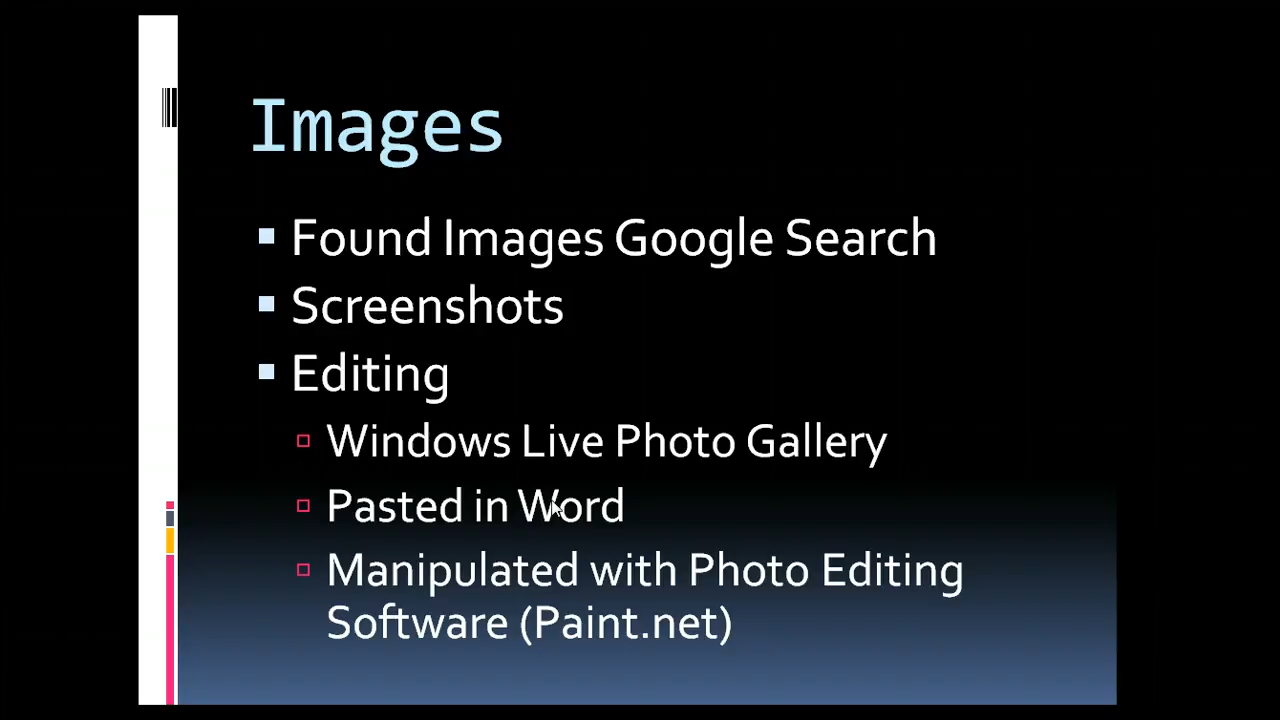 Images
Found Images Google Search
Screenshots
Editing
Windows Live Photo Gallery
Pasted in Word
Manipulated with Photo Editing
Software (Paint.net)